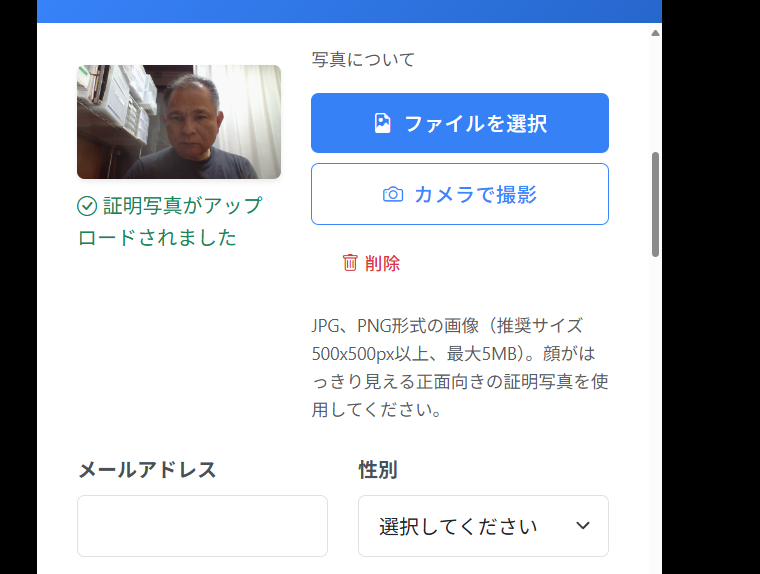 写真について
ファイルを選択
カメラで撮影
証明写真がアップ
ロードされました
削除
JPG、PNG形式の画像（推奨サイズ
500x500px以上、最大5MB）。顔がは
っきり見える正面向きの証明写真を使
用してください。
メールアドレス
性別
選択してください